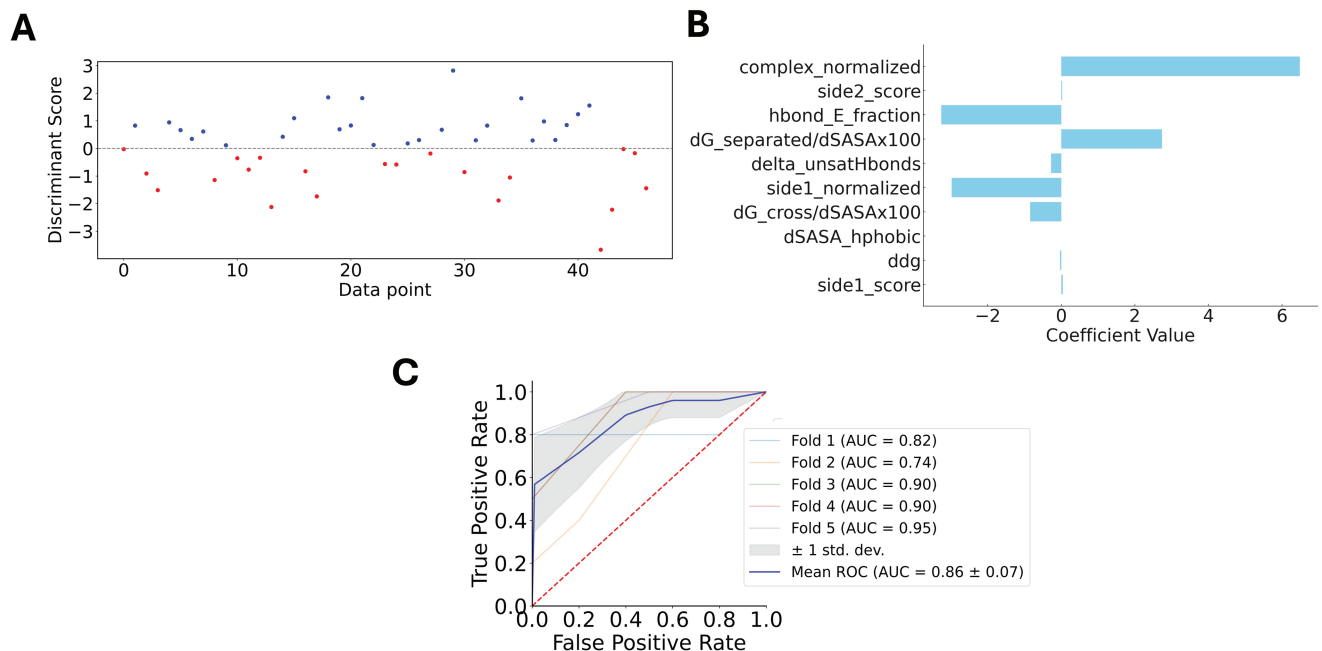 A
Discriminant Score
3
2
1
0
−1
−2
−3
0 10 20 30 40
Data point
B
complex_normalized
side2_score
hbond_E_fraction
dG_separated/dSASAx100
delta_unsatHbonds
side1_normalized
dG_cross/dSASAx100
dSASA_hphobic
ddg
side1_score
−2 0 2 4 6
Coefficient Value
C
True Positive Rate
1.0
0.8
0.6
0.4
0.2
0.0
0.0 0.2 0.4 0.6 0.8 1.0
False Positive Rate
Fold 1 (AUC = 0.82)
Fold 2 (AUC = 0.74)
Fold 3 (AUC = 0.90)
Fold 4 (AUC = 0.90)
Fold 5 (AUC = 0.95)
± 1 std. dev.
Mean ROC (AUC = 0.86 ± 0.07)